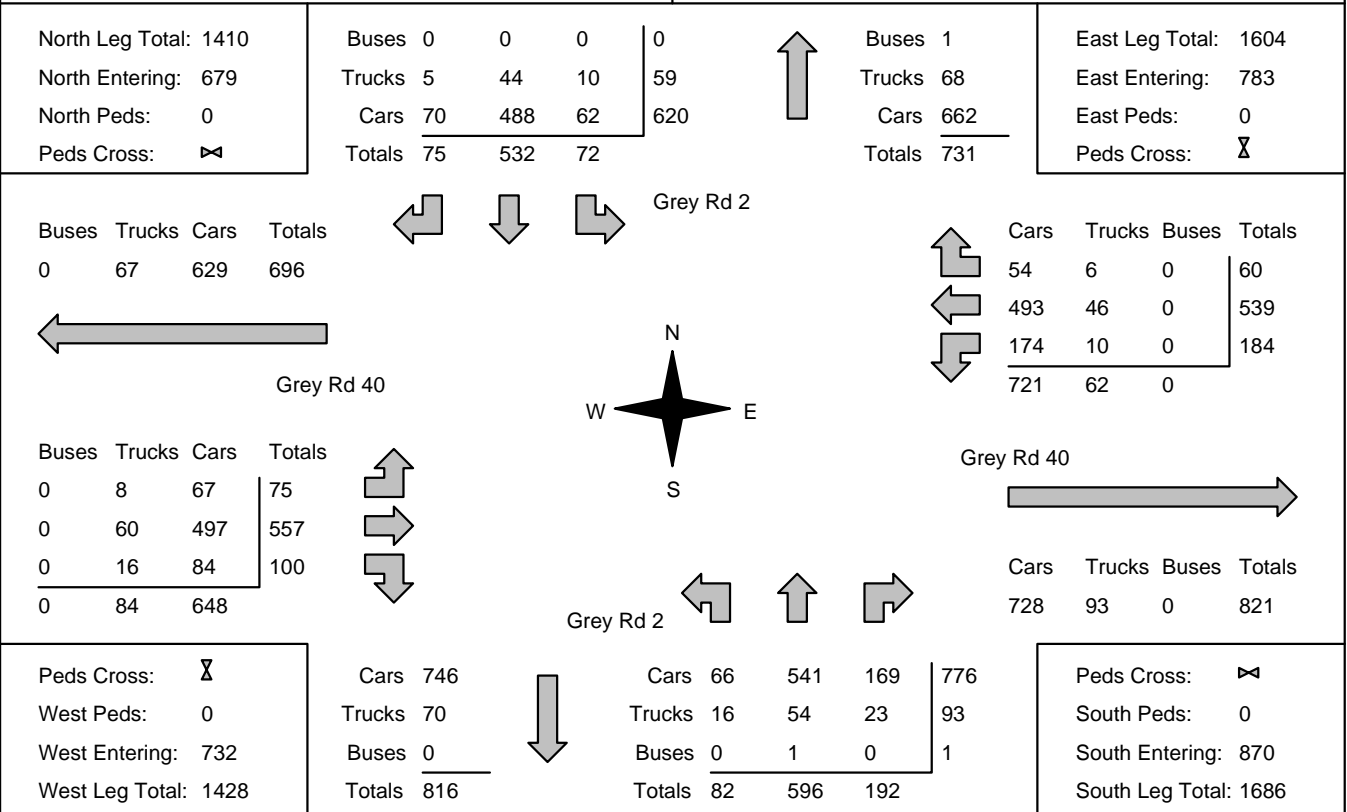 North Leg Total: 1410
North Entering: 679
North Peds: 0
Peds Cross:
Buses 0 0 0 0
Trucks 5 44 10 59
Cars 70 488 62 620
Totals 75 532 72
Buses 1
Trucks 68
Cars 662
Totals 731
East Leg Total: 1604
East Entering: 783
East Peds: 0
Peds Cross:
Grey Rd 2
Buses Trucks Cars Totals
0 67 629 696
Cars Trucks Buses Totals
54 6 0 60
493 46 0 539
174 10 0 184
721 62 0
Grey Rd 40
N
W E
S
Buses Trucks Cars Totals
0 8 67 75
0 60 497 557
0 16 84 100
0 84 648
Grey Rd 40
Cars Trucks Buses Totals
728 93 0 821
Grey Rd 2
Peds Cross:
West Peds: 0
West Entering: 732
West Leg Total: 1428
Cars 746
Trucks 70
Buses 0
Totals 816
Cars 66 541 169 776
Trucks 16 54 23 93
Buses 0 1 0 1
Totals 82 596 192
Peds Cross:
South Peds: 0
South Entering: 870
South Leg Total: 1686